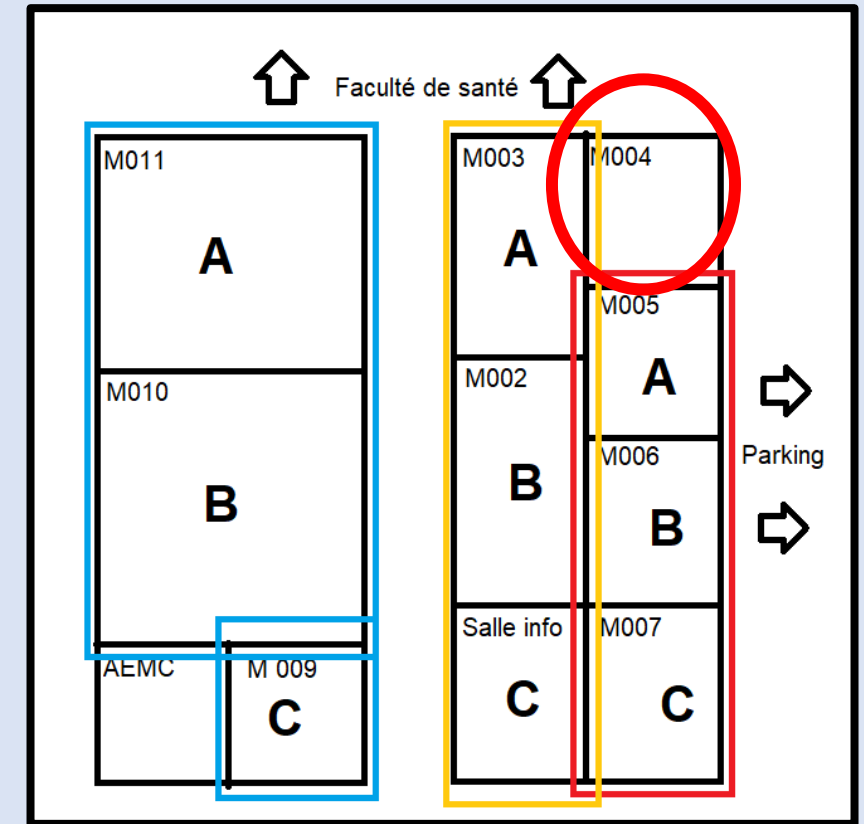 Faculté de santé
M011
A
M010
B
AEMC
M 009
C
M003
A
M002
B
Salle info
C
M004
M005
A
M006
B
M007
C
Parking